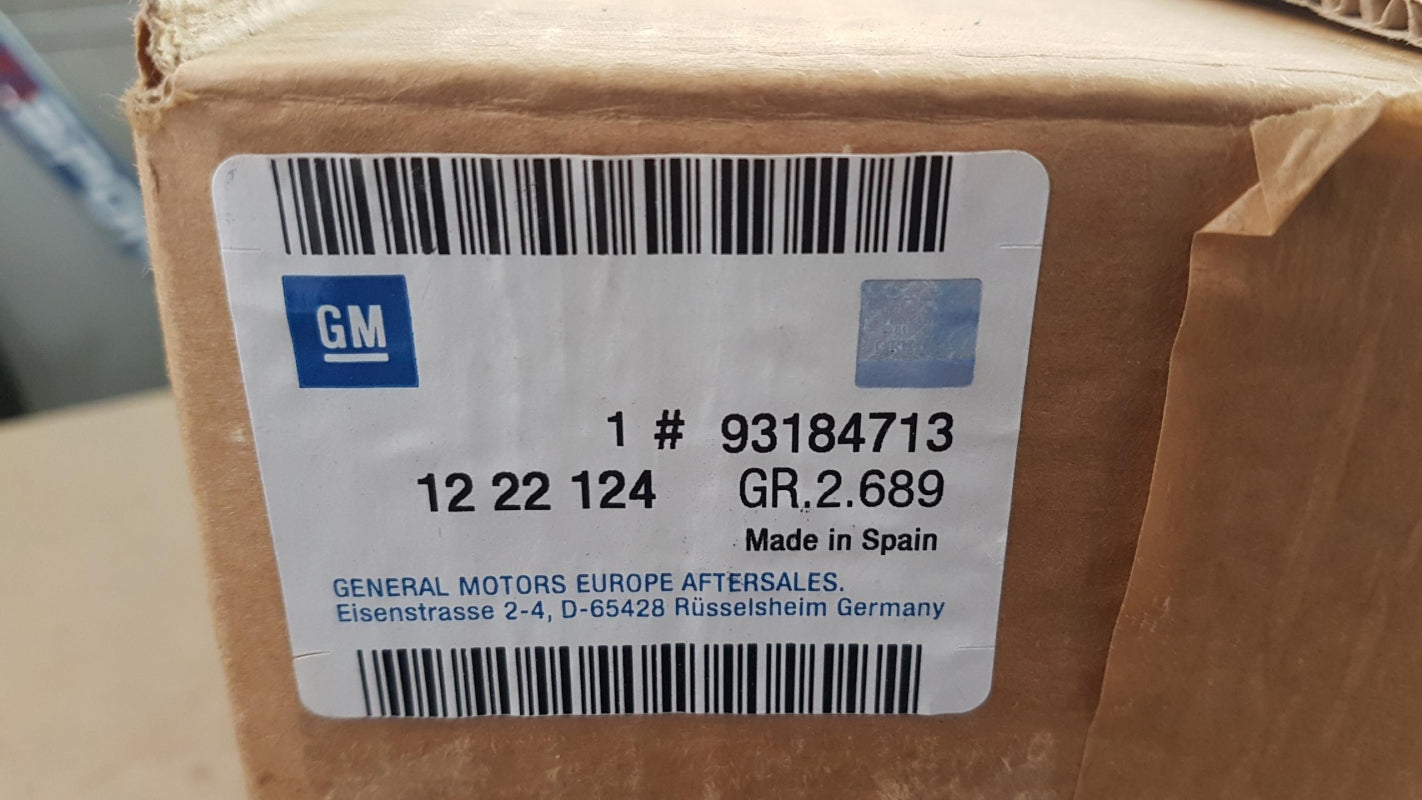 GM
1 # 93184713
12 22 124 GR.2.689
Made in Spain
GENERAL MOTORS EUROPE AFTERSALES.
Eisenstrasse 2-4, D-65428 Rüsselsheim Germany